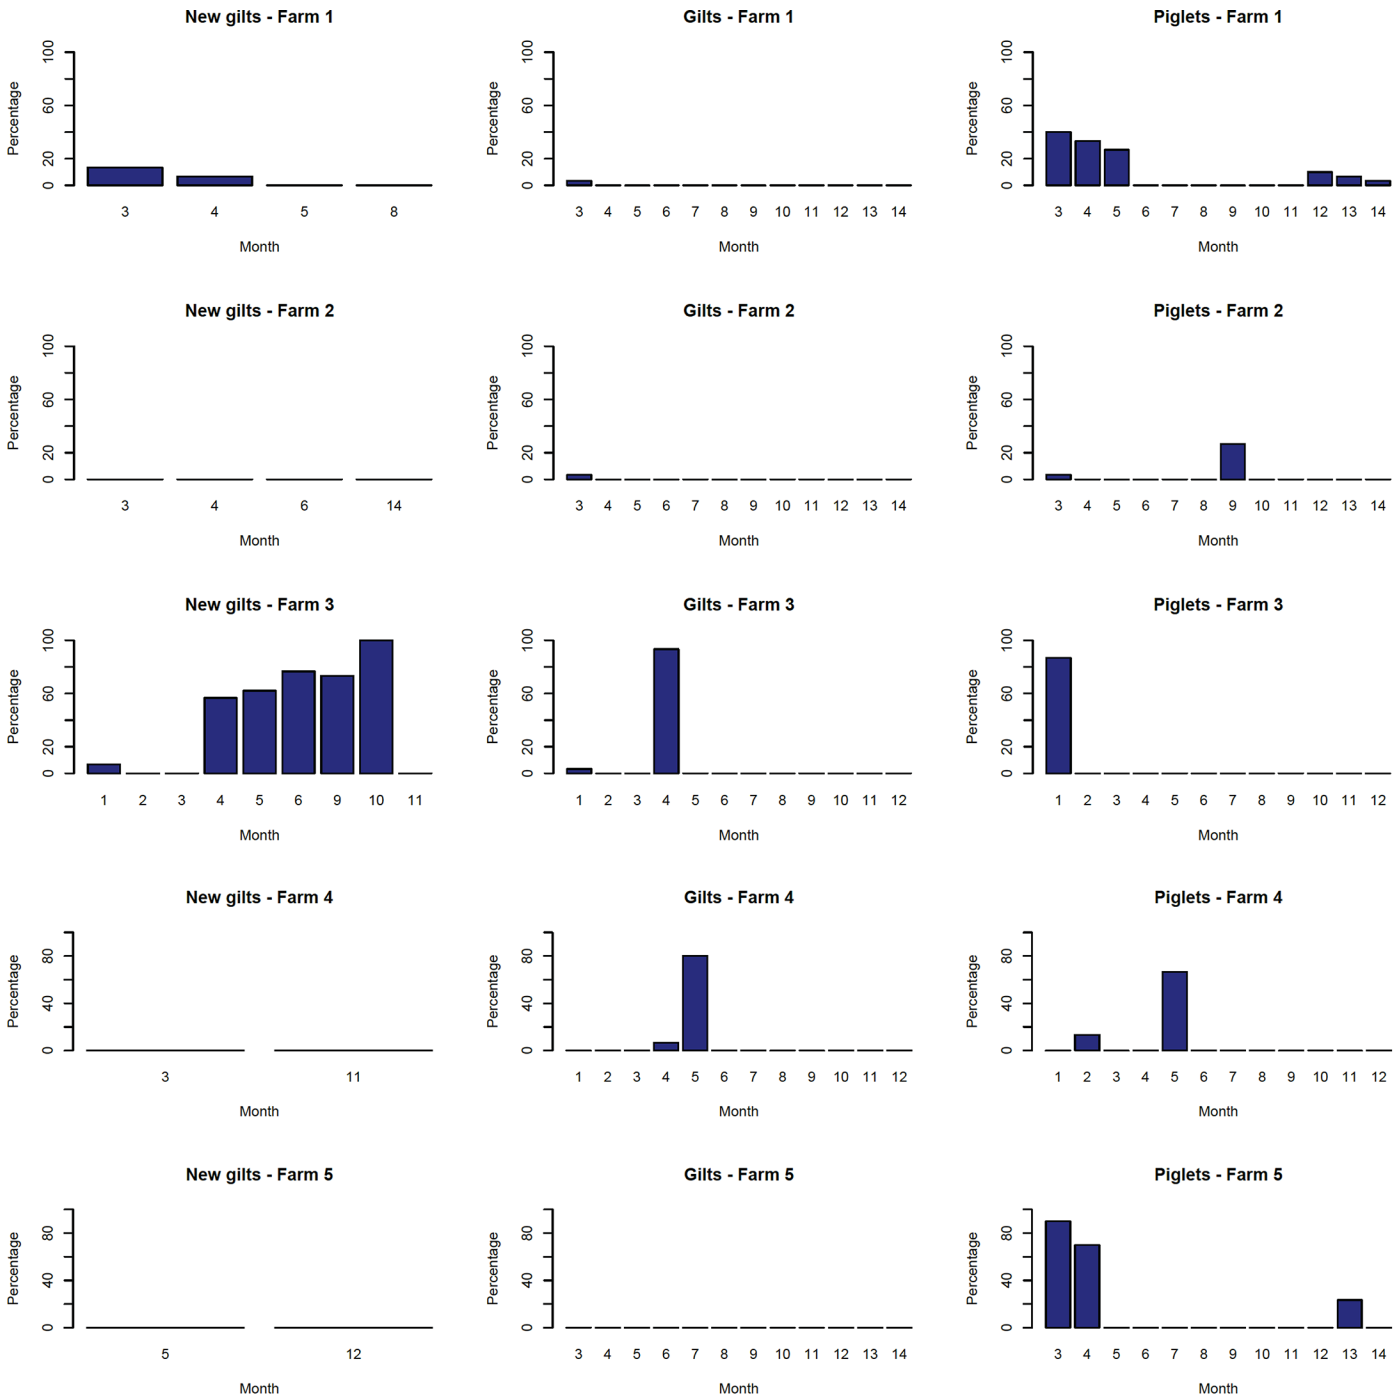 New gilts - Farm 1
Gilts - Farm 1
Piglets - Farm 1
Percentage
0 20 60 100
3 4 5 8
Month
Percentage
0 20 60 100
3 4 5 6 7 8 9 10 11 12 13 14
Month
Percentage
0 20 60 100
3 4 5 6 7 8 9 10 11 12 13 14
Month
New gilts - Farm 2
Gilts - Farm 2
Piglets - Farm 2
Percentage
0 20 60 100
3 4 6 14
Month
Percentage
0 20 60 100
3 4 5 6 7 8 9 10 11 12 13 14
Month
Percentage
0 20 60 100
3 4 5 6 7 8 9 10 11 12 13 14
Month
New gilts - Farm 3
Gilts - Farm 3
Piglets - Farm 3
Percentage
0 20 60 100
1 2 3 4 5 6 9 10 11
Month
Percentage
0 20 60 100
1 2 3 4 5 6 7 8 9 10 11 12
Month
Percentage
0 20 60 100
1 2 3 4 5 6 7 8 9 10 11 12
Month
New gilts - Farm 4
Gilts - Farm 4
Piglets - Farm 4
Percentage
0 40 80
3 11
Month
Percentage
0 40 80
1 2 3 4 5 6 7 8 9 10 11 12
Month
Percentage
0 40 80
1 2 3 4 5 6 7 8 9 10 11 12
Month
New gilts - Farm 5
Gilts - Farm 5
Piglets - Farm 5
Percentage
0 40 80
5 12
Month
Percentage
0 40 80
3 4 5 6 7 8 9 10 11 12 13 14
Month
Percentage
0 40 80
3 4 5 6 7 8 9 10 11 12 13 14
Month